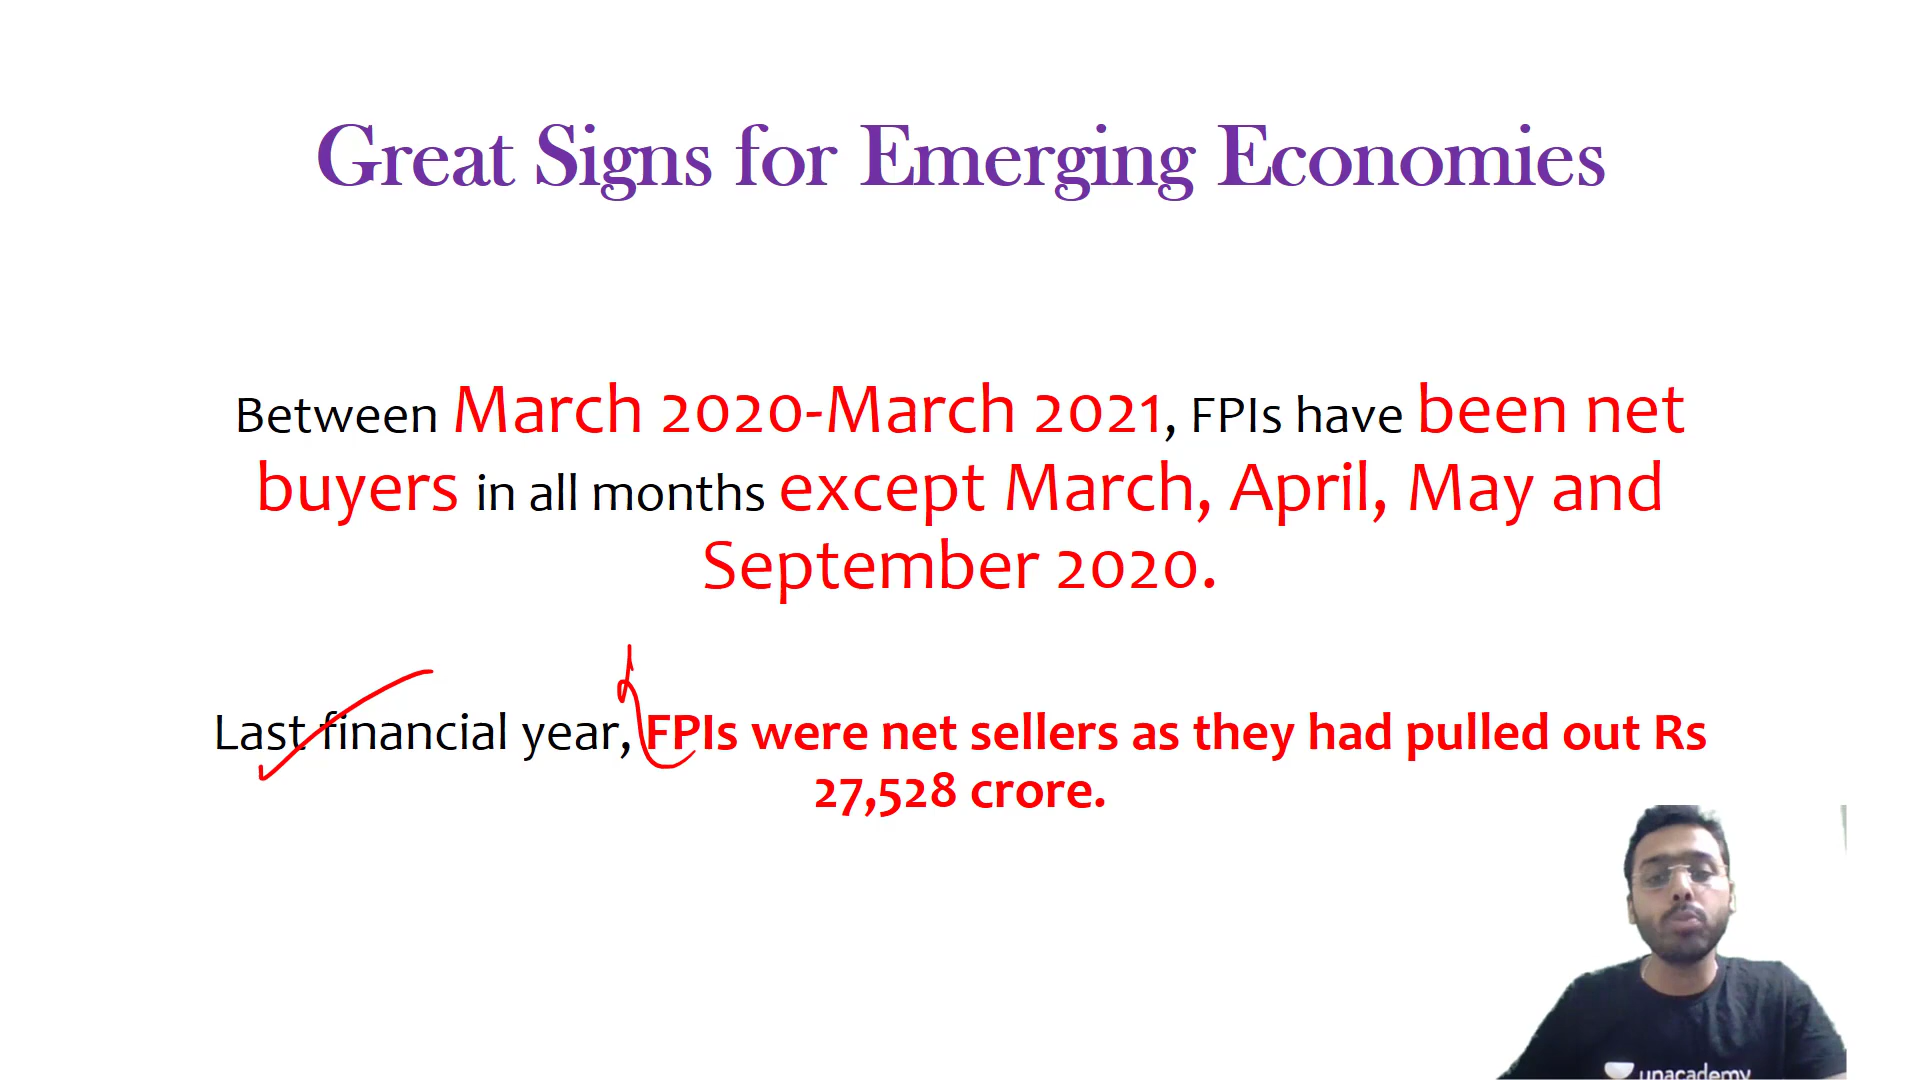 Great Signs for Emerging Economies
Between March 2020-March 2021, FPIs have been net
buyers in all months except March, April, May and
September 2020.
Last financial year, FPIs were net sellers as they had pulled out Rs
27,528 crore.
unacademy